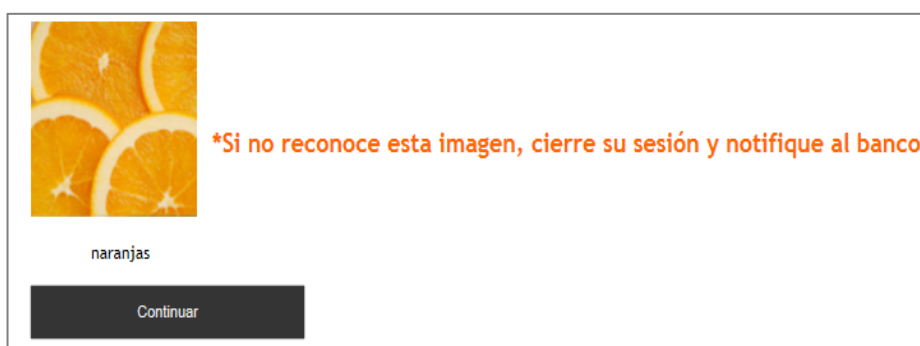 *Si no reconoce esta imagen, cierre su sesión y notifique al banco
naranjas
Continuar